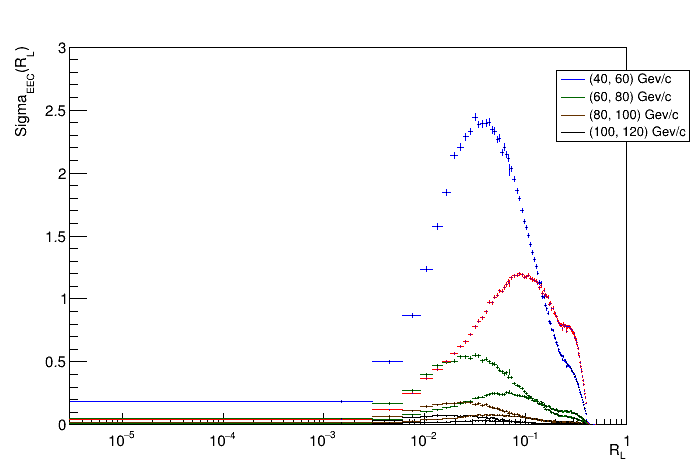 Sigma_EEC(R_L)
3
2.5
2
1.5
1
0.5
0
10^-5
10^-4
10^-3
10^-2
10^-1
1
R_L
(40, 60) Gev/c
(60, 80) Gev/c
(80, 100) Gev/c
(100, 120) Gev/c